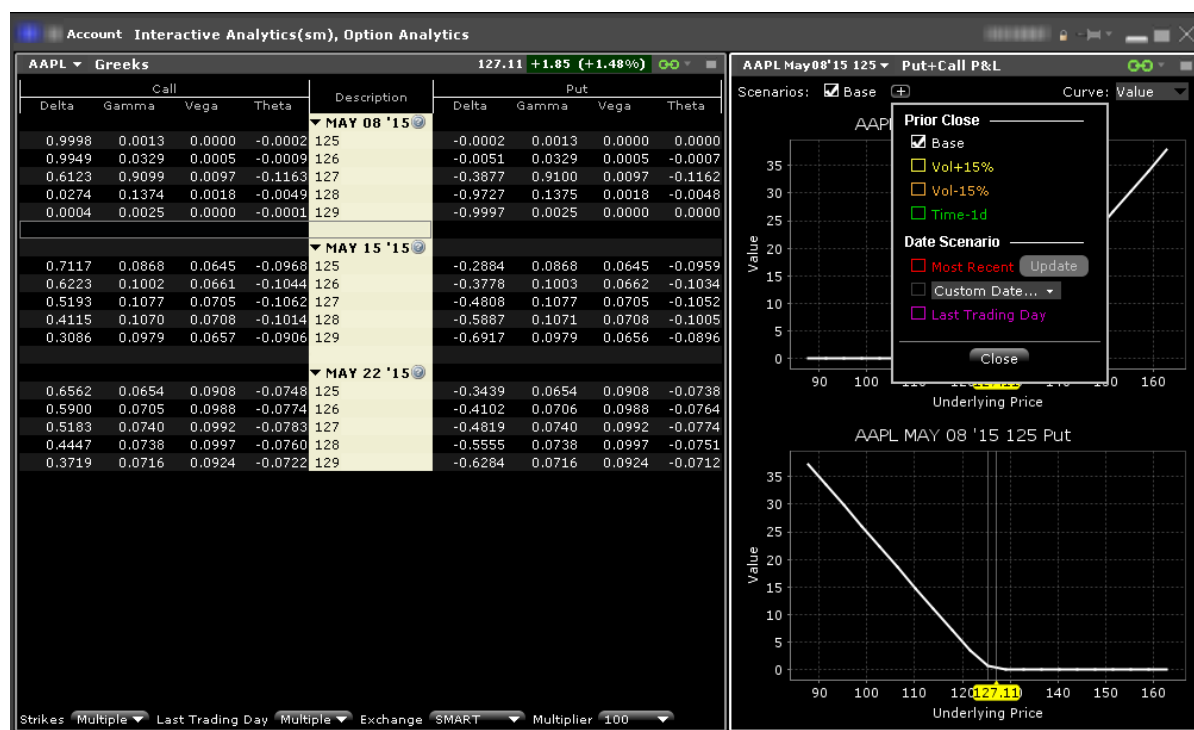 Account Interactive Analytics(sm), Option Analytics
AAPL Greeks 127.11 +1.85 (+1.48%)
Call Put
Delta Gamma Vega Theta Description Delta Gamma Vega Theta
MAY 08 '15
0.9998 0.0013 0.0000 -0.0002 125 -0.0002 0.0013 0.0000 0.0000
0.9949 0.0329 0.0005 -0.0009 126 -0.0051 0.0329 0.0005 -0.0007
0.6123 0.9099 0.0097 -0.1163 127 -0.3877 0.9100 0.0097 -0.1162
0.0274 0.1374 0.0018 -0.0049 128 -0.9727 0.1375 0.0018 -0.0048
0.0004 0.0025 0.0000 -0.0001 129 -0.9997 0.0025 0.0000 0.0000
MAY 15 '15
0.7117 0.0868 0.0645 -0.0968 125 -0.2884 0.0868 0.0645 -0.0959
0.6223 0.1002 0.0661 -0.1044 126 -0.3778 0.1003 0.0662 -0.1034
0.5193 0.1077 0.0705 -0.1062 127 -0.4808 0.1077 0.0705 -0.1052
0.4115 0.1070 0.0708 -0.1014 128 -0.5887 0.1071 0.0708 -0.1005
0.3086 0.0979 0.0657 -0.0906 129 -0.6917 0.0979 0.0656 -0.0896
MAY 22 '15
0.6562 0.0654 0.0908 -0.0748 125 -0.3439 0.0654 0.0908 -0.0738
0.5900 0.0705 0.0988 -0.0774 126 -0.4102 0.0706 0.0988 -0.0764
0.5183 0.0740 0.0992 -0.0783 127 -0.4819 0.0740 0.0992 -0.0774
0.4447 0.0738 0.0997 -0.0760 128 -0.5555 0.0738 0.0997 -0.0751
0.3719 0.0716 0.0924 -0.0722 129 -0.6284 0.0716 0.0924 -0.0712
Strikes Multiple Last Trading Day Multiple Exchange SMART Multiplier 100
AAPL May08'15 125 Put+Call P&L
Scenarios: Base Curve: Value
AAP
Prior Close
Base
Vol+15%
Vol-15%
Time-1d
Date Scenario
Most Recent Update
Custom Date...
Last Trading Day
Close
35
30
25
20
15
10
5
0
Value
90 100 160
Underlying Price
AAPL MAY 08 '15 125 Put
35
30
25
20
15
10
5
0
Value
90 100 110 120 127.11 140 150 160
Underlying Price